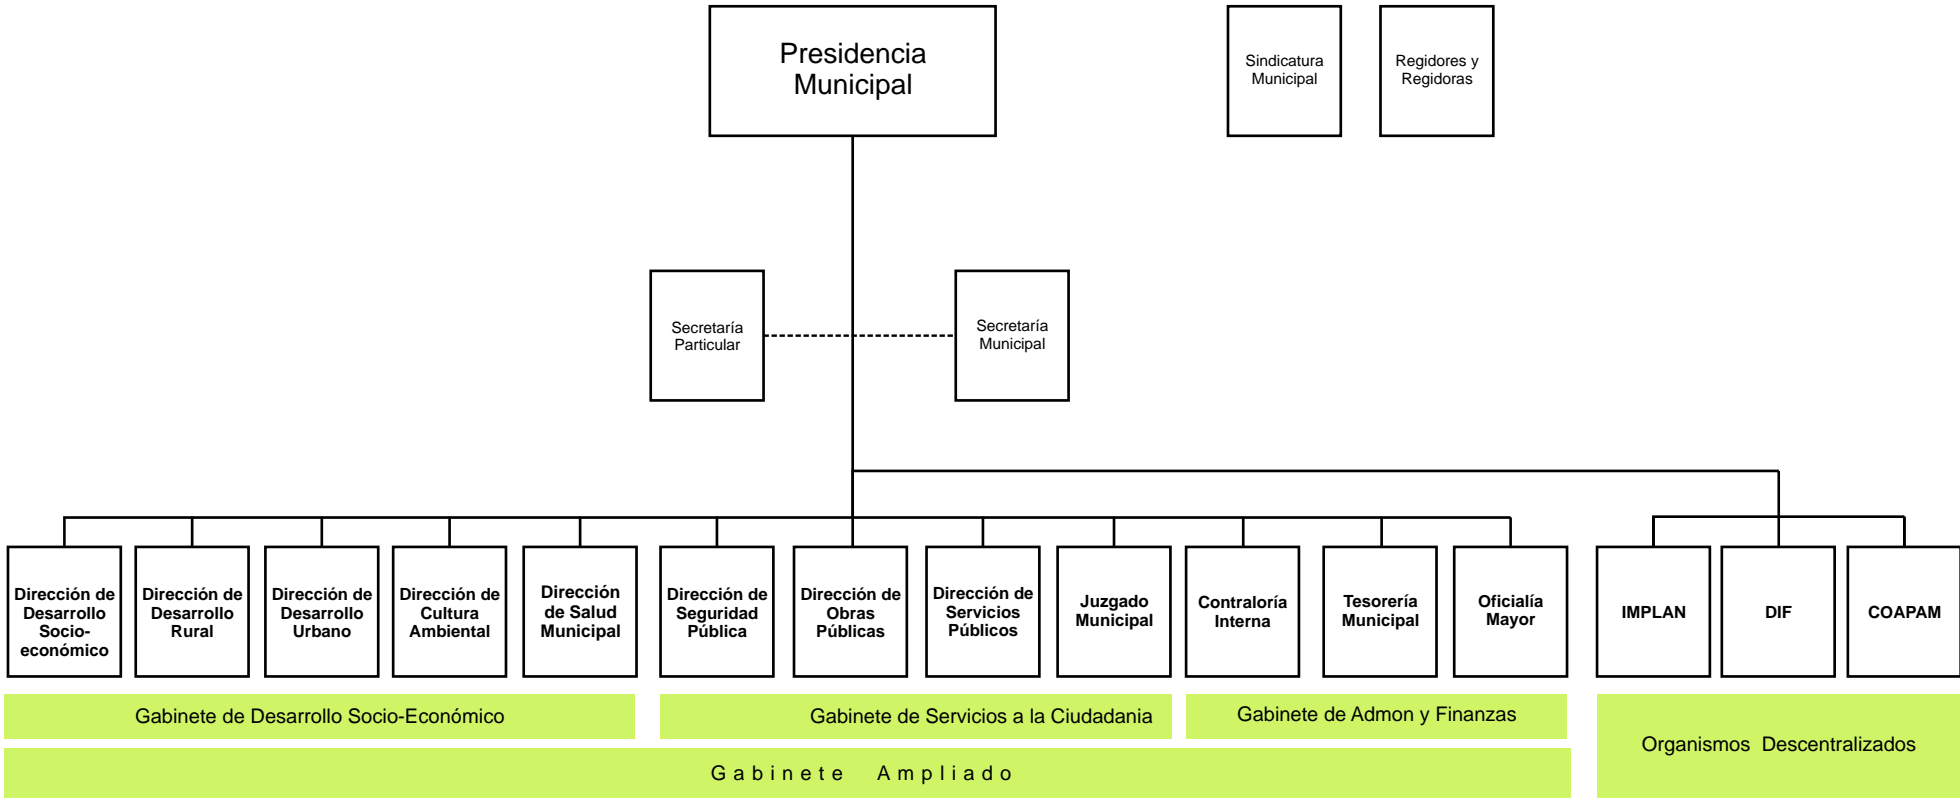 Presidencia
Municipal
Sindicatura
Municipal
Regidores y
Regidoras
Secretaría
Particular
Secretaría
Municipal
Dirección de
Desarrollo
Socio-
económico
Dirección de
Desarrollo
Rural
Dirección de
Desarrollo
Urbano
Dirección de
Cultura
Ambiental
Dirección
de Salud
Municipal
Dirección de
Seguridad
Pública
Dirección de
Obras
Públicas
Dirección de
Servicios
Públicos
Juzgado
Municipal
Contraloría
Interna
Tesorería
Municipal
Oficialía
Mayor
IMPLAN
DIF
COAPAM
Gabinete de Desarrollo Socio-Económico
Gabinete de Servicios a la Ciudadania
Gabinete de Admon y Finanzas
Organismos Descentralizados
Gabinete Ampliado